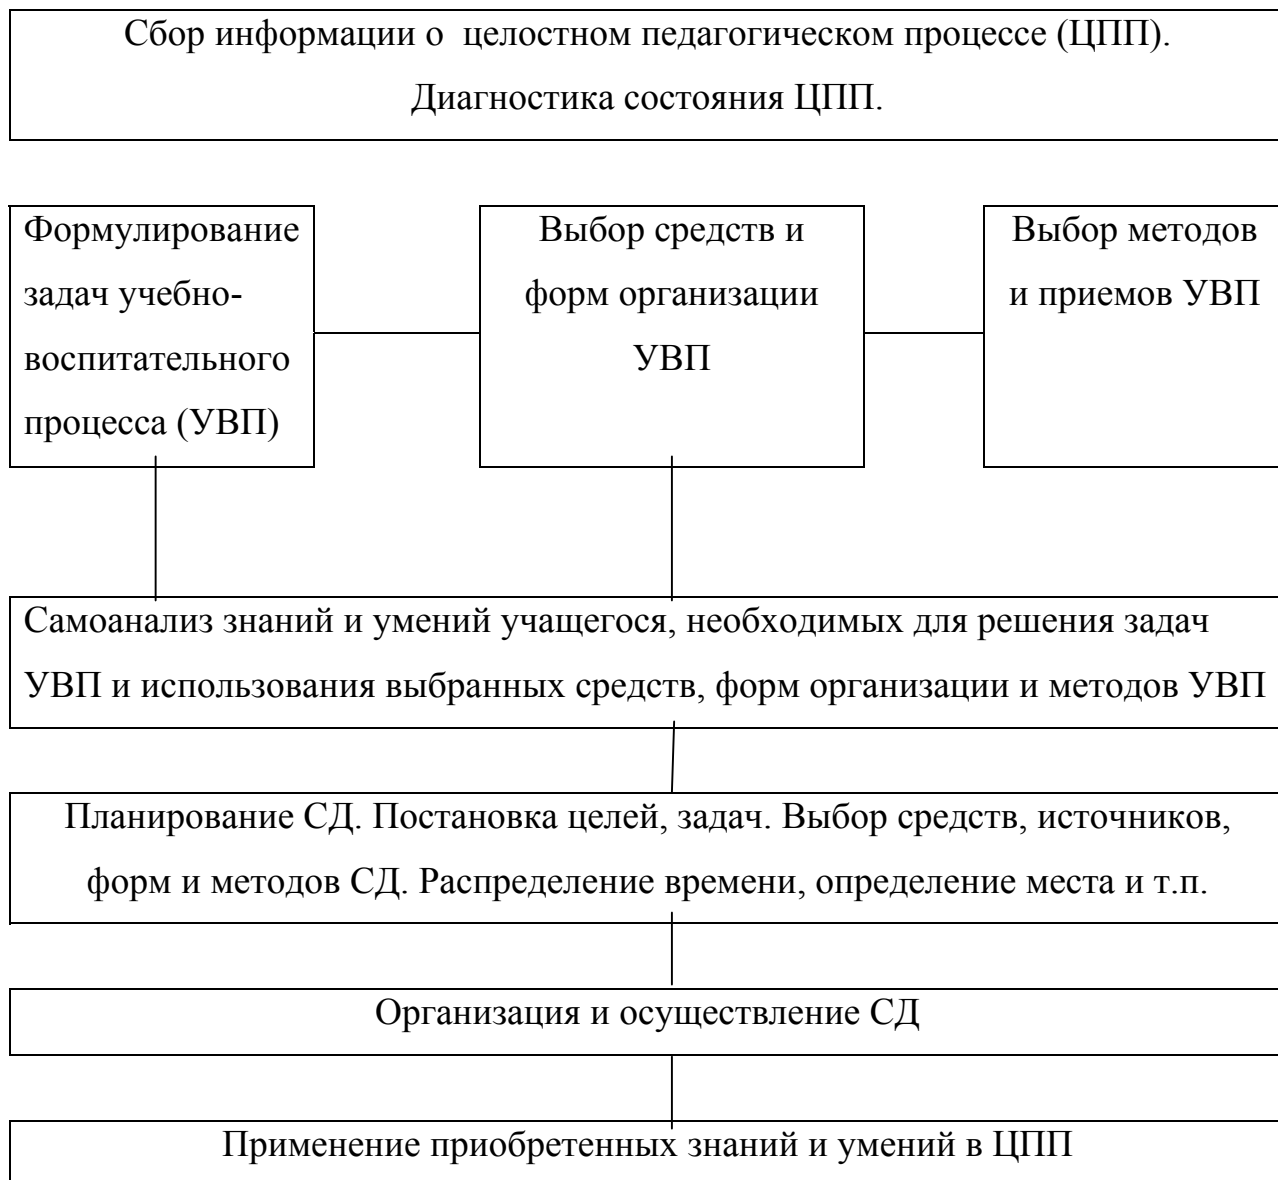 Сбор информации о  целостном педагогическом процессе (ЦПП).
Диагностика состояния ЦПП.
Формулирование
задач учебно-
воспитательного
процесса (УВП)
Выбор средств и
форм организации
УВП
Выбор методов
и приемов УВП
Самоанализ знаний и умений учащегося, необходимых для решения задач
УВП и использования выбранных средств, форм организации и методов УВП
Планирование СД. Постановка целей, задач. Выбор средств, источников,
форм и методов СД. Распределение времени, определение места и т.п.
Организация и осуществление СД
Применение приобретенных знаний и умений в ЦПП